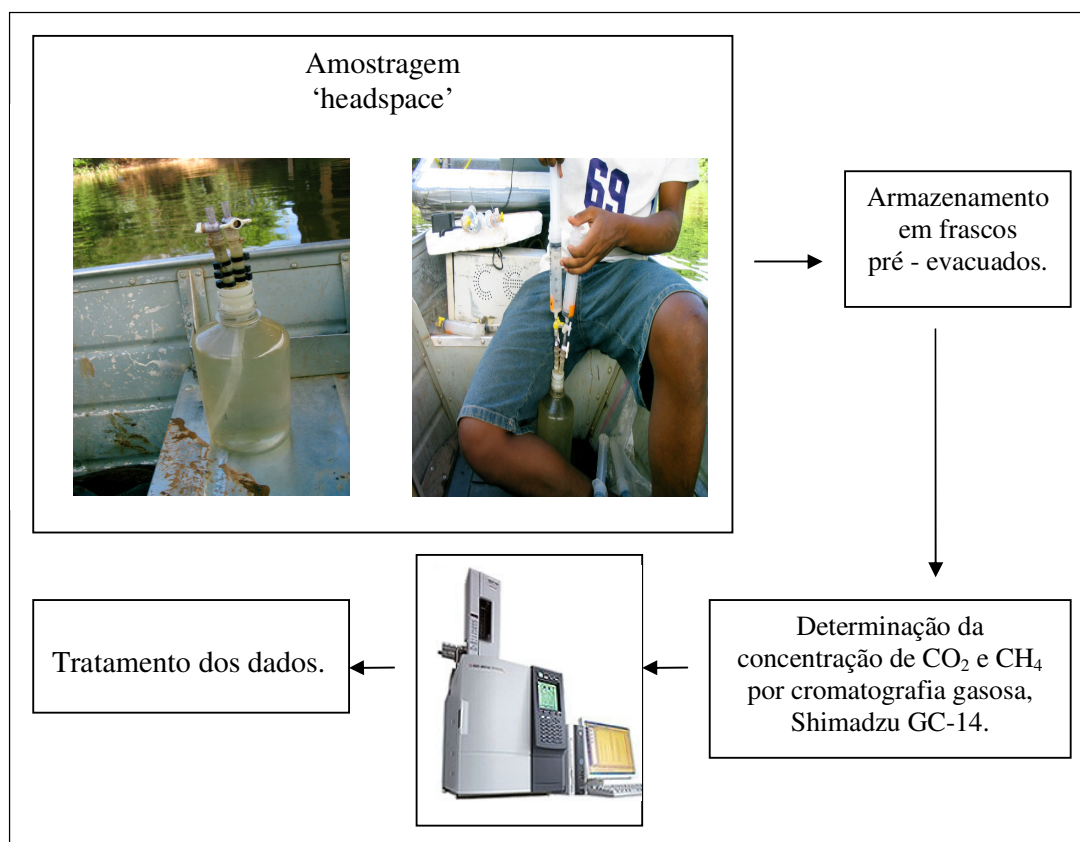 Amostragem
‘headspace’
69
Armazenamento
em frascos
pré - evacuados.
Determinação da
concentração de CO₂ e CH₄
por cromatografia gasosa,
Shimadzu GC-14.
Tratamento dos dados.